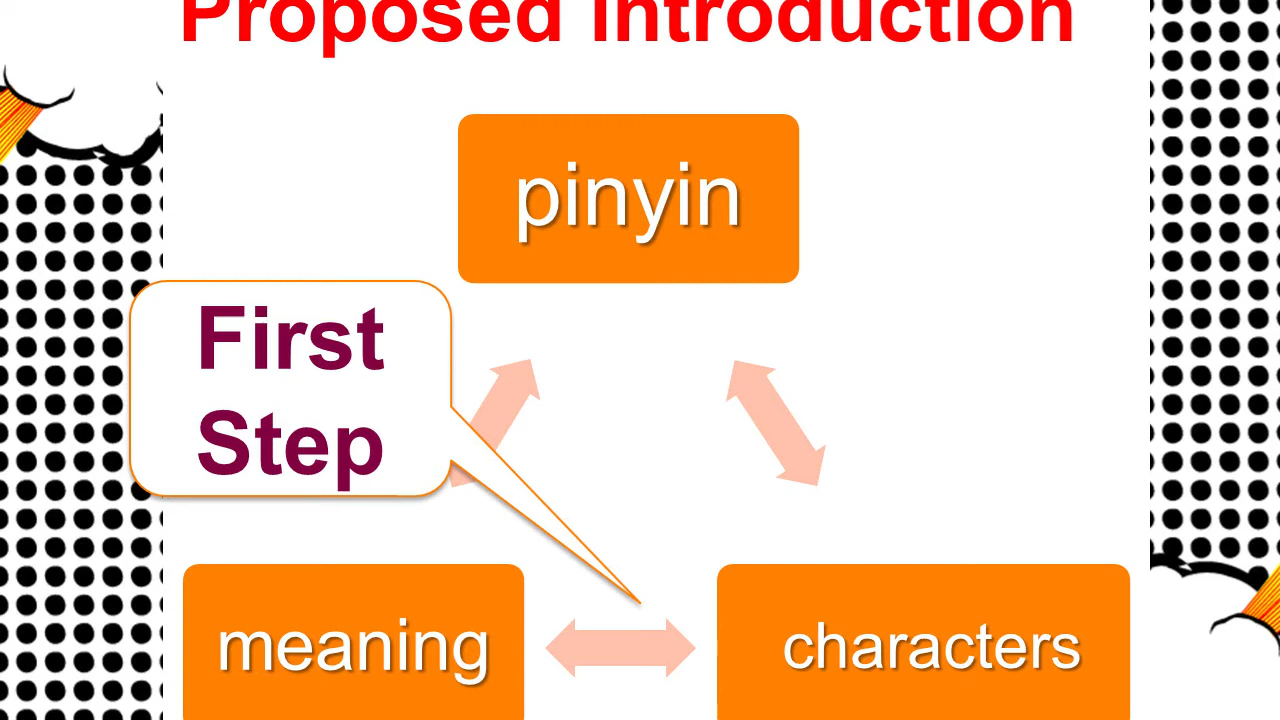 Proposed Introduction
pinyin
First
Step
meaning
characters